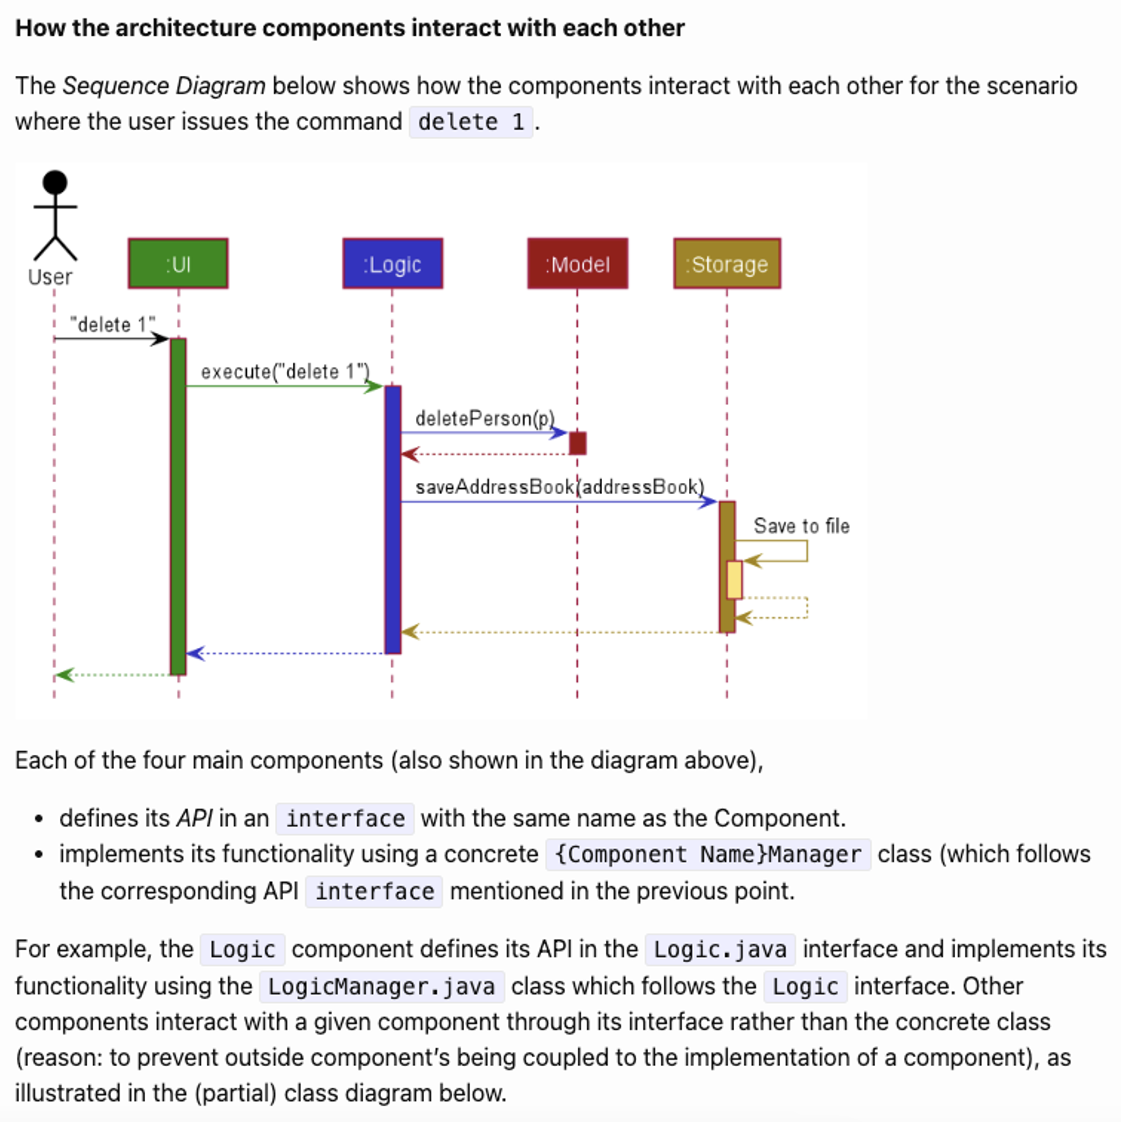 How the architecture components interact with each other
The Sequence Diagram below shows how the components interact with each other for the scenario
where the user issues the command delete 1 .
User
:UI
:Logic
:Model
:Storage
"delete 1"
execute("delete 1")
deletePerson(p)
saveAddressBook(addressBook)
Save to file
Each of the four main components (also shown in the diagram above),
• defines its API in an interface with the same name as the Component.
• implements its functionality using a concrete {Component Name}Manager class (which follows
the corresponding API interface mentioned in the previous point.
For example, the Logic component defines its API in the Logic.java interface and implements its
functionality using the LogicManager.java class which follows the Logic interface. Other
components interact with a given component through its interface rather than the concrete class
(reason: to prevent outside component's being coupled to the implementation of a component), as
illustrated in the (partial) class diagram below.